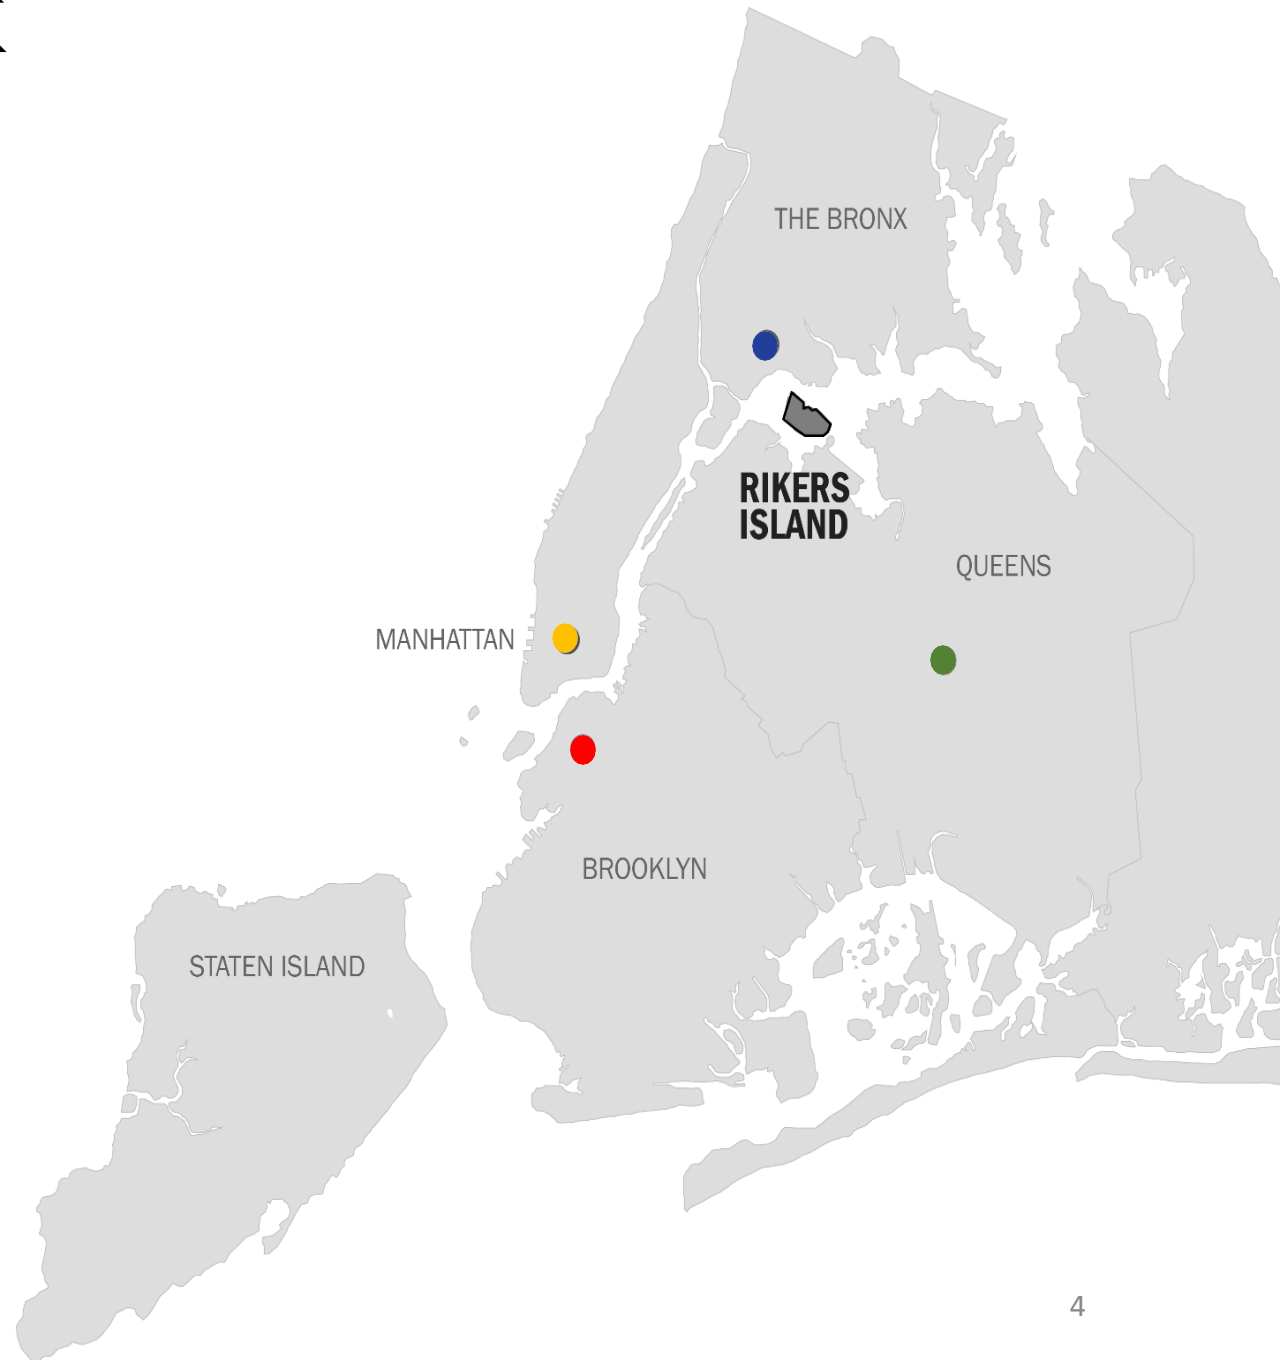 THE BRONX
RIKERS
ISLAND
QUEENS
MANHATTAN
BROOKLYN
STATEN ISLAND
4